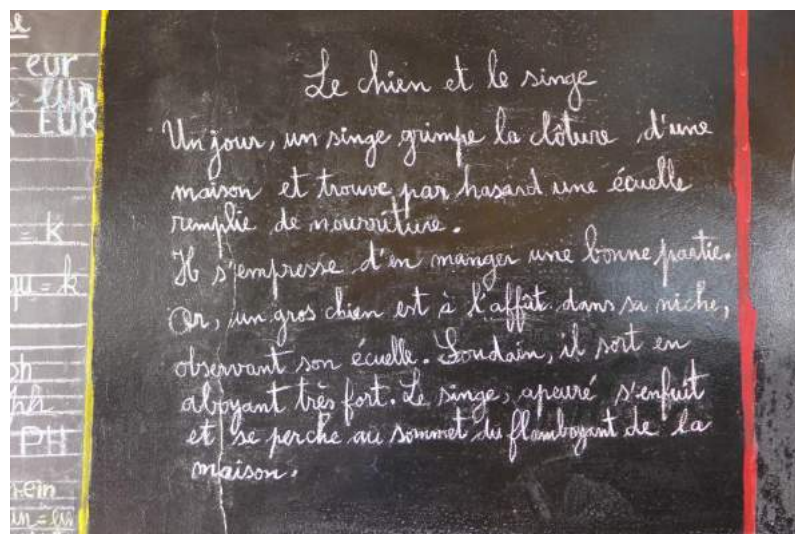 eur
EUR
= k
qu = k
ph
PH
Le chien et le singe
Un jour, un singe grimpe la clôture d'une
maison et trouve par hasard une écuelle
remplie de nourriture.
Il s'empresse d'en manger une bonne partie.
Or, un gros chien est à l'affût dans sa niche,
observant son écuelle. Soudain, il sort en
aboyant très fort. Le singe, apeuré s'enfuit
et se perche au sommet du flamboyant de la
maison.